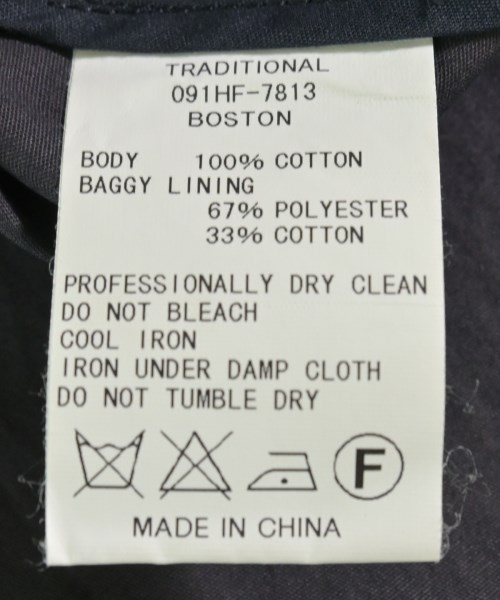 TRADITIONAL
091HF-7813
BOSTON
BODY 100% COTTON
BAGGY LINING
67% POLYESTER
33% COTTON
PROFESSIONALLY DRY CLEAN
DO NOT BLEACH
COOL IRON
IRON UNDER DAMP CLOTH
DO NOT TUMBLE DRY
F
MADE IN CHINA